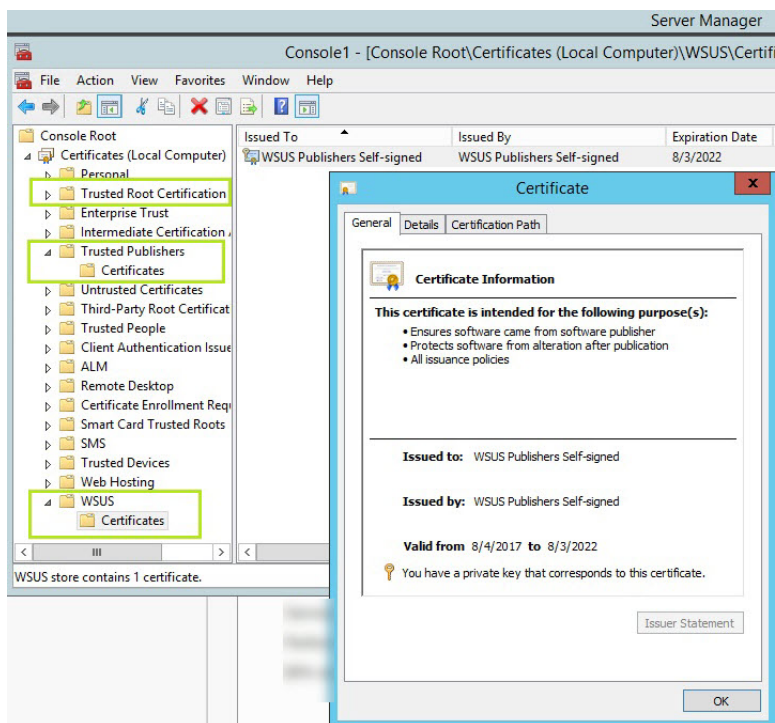 Server Manager
Console1 - [Console Root\Certificates (Local Computer)\WSUS\Certifi
File Action View Favorites Window Help
Console Root
Certificates (Local Computer)
Personal
Trusted Root Certification
Enterprise Trust
Intermediate Certification
Trusted Publishers
Certificates
Untrusted Certificates
Third-Party Root Certificat
Trusted People
Client Authentication Issue
ALM
Remote Desktop
Certificate Enrollment Requ
Smart Card Trusted Roots
SMS
Trusted Devices
Web Hosting
WSUS
Certificates
WSUS store contains 1 certificate.
Issued To Issued By Expiration Date
WSUS Publishers Self-signed WSUS Publishers Self-signed 8/3/2022
Certificate
General Details Certification Path
Certificate Information
This certificate is intended for the following purpose(s):
• Ensures software came from software publisher
• Protects software from alteration after publication
• All issuance policies
Issued to: WSUS Publishers Self-signed
Issued by: WSUS Publishers Self-signed
Valid from 8/4/2017 to 8/3/2022
You have a private key that corresponds to this certificate.
Issuer Statement
OK